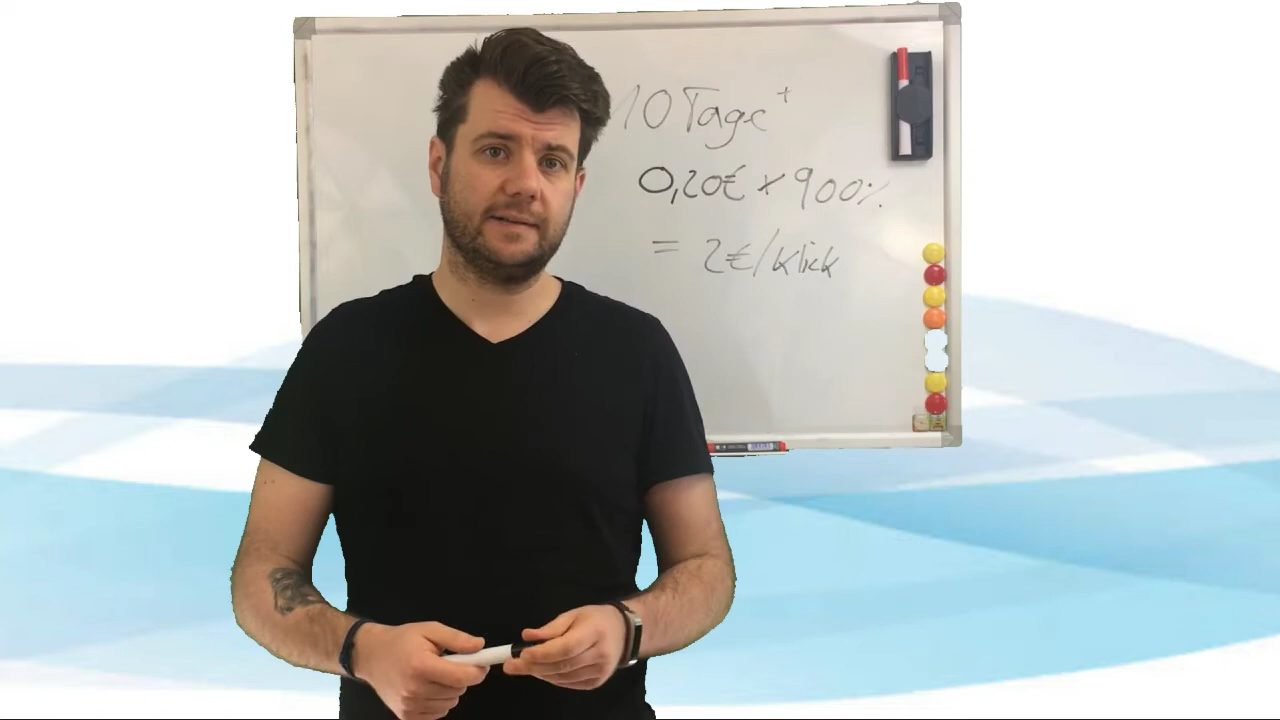 10 Tage+
0,20€ x 900%
= 2€/Klick